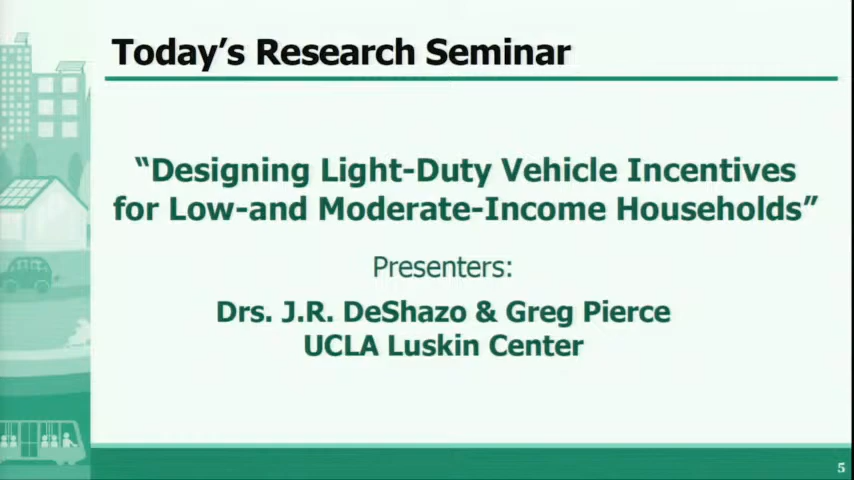 Today's Research Seminar
“Designing Light-Duty Vehicle Incentives
for Low-and Moderate-Income Households”
Presenters:
Drs. J.R. DeShazo & Greg Pierce
UCLA Luskin Center
5